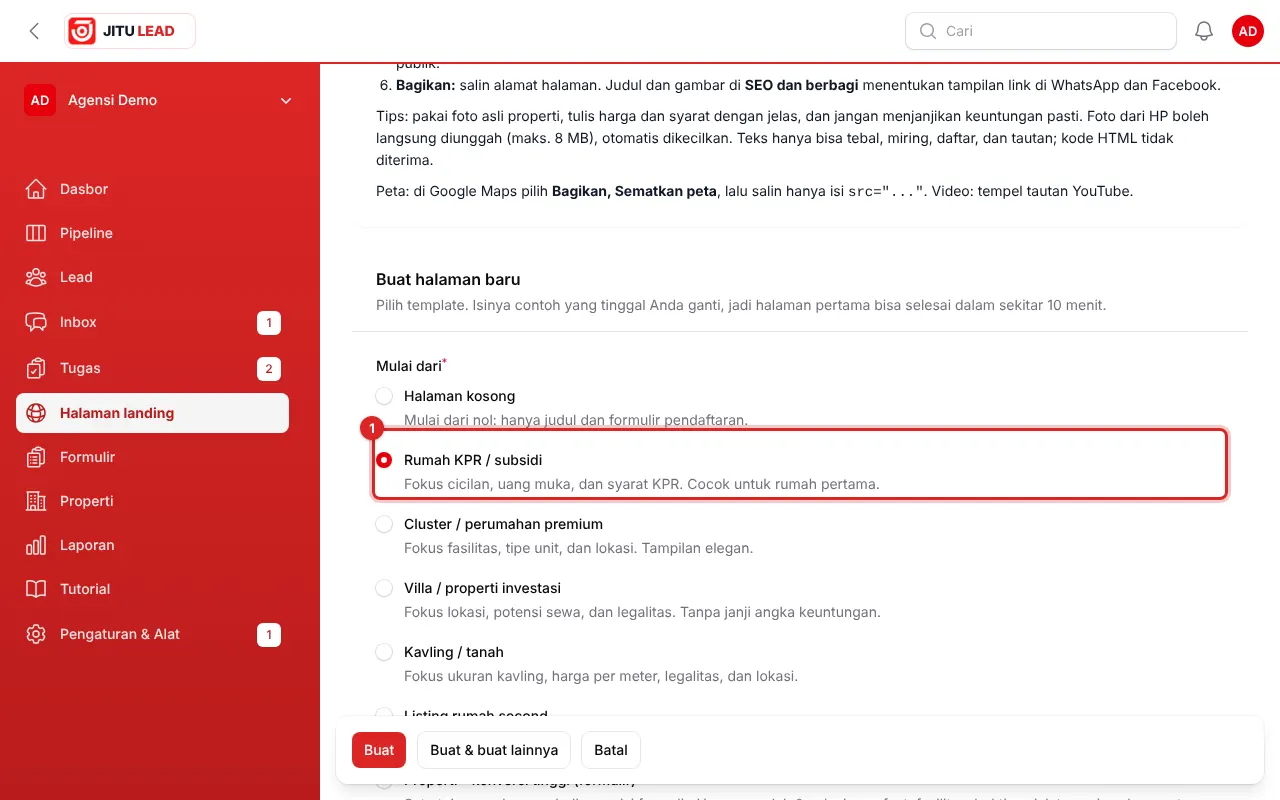 JITU LEAD
Cari
AD
AD
Agensi Demo
Dasbor
Pipeline
Lead
Inbox
1
Tugas
2
Halaman landing
Formulir
Properti
Laporan
Tutorial
Pengaturan & Alat
1
publik.
6. Bagikan: salin alamat halaman. Judul dan gambar di SEO dan berbagi menentukan tampilan link di WhatsApp dan Facebook.
Tips: pakai foto asli properti, tulis harga dan syarat dengan jelas, dan jangan menjanjikan keuntungan pasti. Foto dari HP boleh
langsung diunggah (maks. 8 MB), otomatis dikecilkan. Teks hanya bisa tebal, miring, daftar, dan tautan; kode HTML tidak
diterima.
Peta: di Google Maps pilih Bagikan, Sematkan peta, lalu salin hanya isi src="...". Video: tempel tautan YouTube.
Buat halaman baru
Pilih template. Isinya contoh yang tinggal Anda ganti, jadi halaman pertama bisa selesai dalam sekitar 10 menit.
Mulai dari*
Halaman kosong
Mulai dari nol: hanya judul dan formulir pendaftaran.
1
Rumah KPR / subsidi
Fokus cicilan, uang muka, dan syarat KPR. Cocok untuk rumah pertama.
Cluster / perumahan premium
Fokus fasilitas, tipe unit, dan lokasi. Tampilan elegan.
Villa / properti investasi
Fokus lokasi, potensi sewa, dan legalitas. Tanpa janji angka keuntungan.
Kavling / tanah
Fokus ukuran kavling, harga per meter, legalitas, dan lokasi.
Listing rumah second
Buat
Buat & buat lainnya
Batal